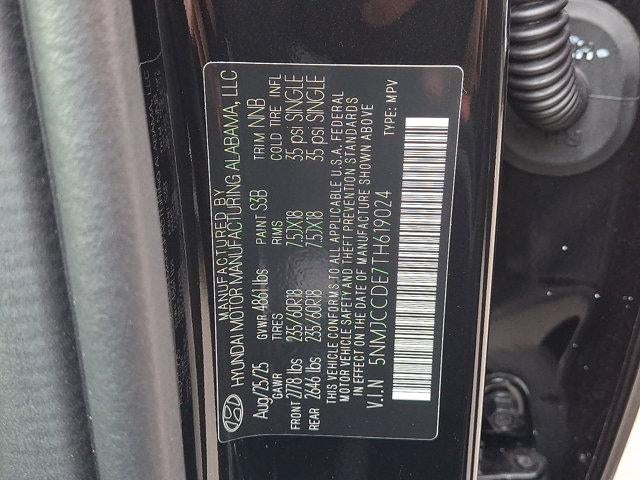 MANUFACTURED BY
HYUNDAI MOTOR MANUFACTURING ALABAMA, LLC
Aug/25/25 GVWR 4861 lbs PAINT S3B TRIM NNB
GAWR TIRES RIMS COLD TIRE INFL
FRONT 2778 lbs 235/60R18 7.5JX18 35 psi SINGLE
REAR 2646 lbs 235/60R18 7.5JX18 35 psi SINGLE
THIS VEHICLE CONFORMS TO ALL APPLICABLE U.S.A. FEDERAL
MOTOR VEHICLE SAFETY AND THEFT PREVENTION STANDARDS
IN EFFECT ON THE DATE OF MANUFACTURE SHOWN ABOVE
V.I.N 5NMJCCDE7TH619024 TYPE: MPV